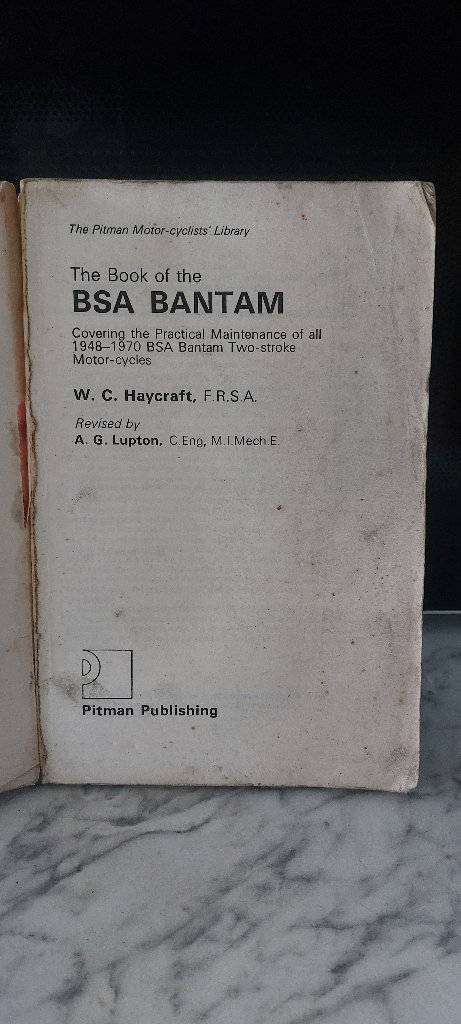 The Pitman Motor-cyclists' Library
The Book of the
BSA BANTAM
Covering the Practical Maintenance of all
1948–1970 BSA Bantam Two-stroke
Motor-cycles
W. C. Haycraft, F.R.S.A.
Revised by
A. G. Lupton, C.Eng, M.I.Mech.E.
Pitman Publishing